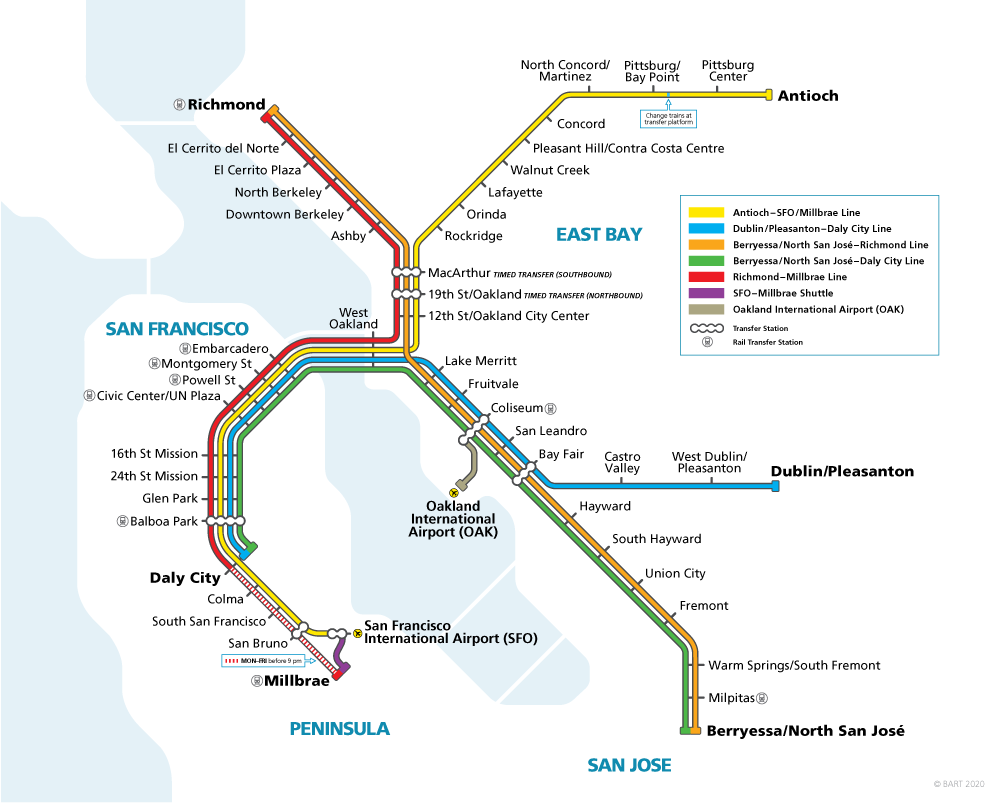 North Concord/
Martinez
Pittsburg/
Bay Point
Pittsburg
Center
Antioch
Change trains at
transfer platform
Richmond
El Cerrito del Norte
El Cerrito Plaza
North Berkeley
Downtown Berkeley
Ashby
Concord
Pleasant Hill/Contra Costa Centre
Walnut Creek
Lafayette
Orinda
Rockridge
EAST BAY
MacArthur TIMED TRANSFER (SOUTHBOUND)
19th St/Oakland TIMED TRANSFER (NORTHBOUND)
12th St/Oakland City Center
Antioch–SFO/Millbrae Line
Dublin/Pleasanton–Daly City Line
Berryessa/North San José–Richmond Line
Berryessa/North San José–Daly City Line
Richmond–Millbrae Line
SFO–Millbrae Shuttle
Oakland International Airport (OAK)
Transfer Station
Rail Transfer Station
SAN FRANCISCO
West
Oakland
Embarcadero
Montgomery St
Powell St
Civic Center/UN Plaza
16th St Mission
24th St Mission
Glen Park
Balboa Park
Daly City
Colma
South San Francisco
San Bruno
MON–FRI before 9 pm
Millbrae
San Francisco
International Airport (SFO)
PENINSULA
Lake Merritt
Fruitvale
Coliseum
San Leandro
Bay Fair
Oakland
International
Airport (OAK)
Castro
Valley
West Dublin/
Pleasanton
Dublin/Pleasanton
Hayward
South Hayward
Union City
Fremont
Warm Springs/South Fremont
Milpitas
Berryessa/North San José
SAN JOSE
© BART 2020